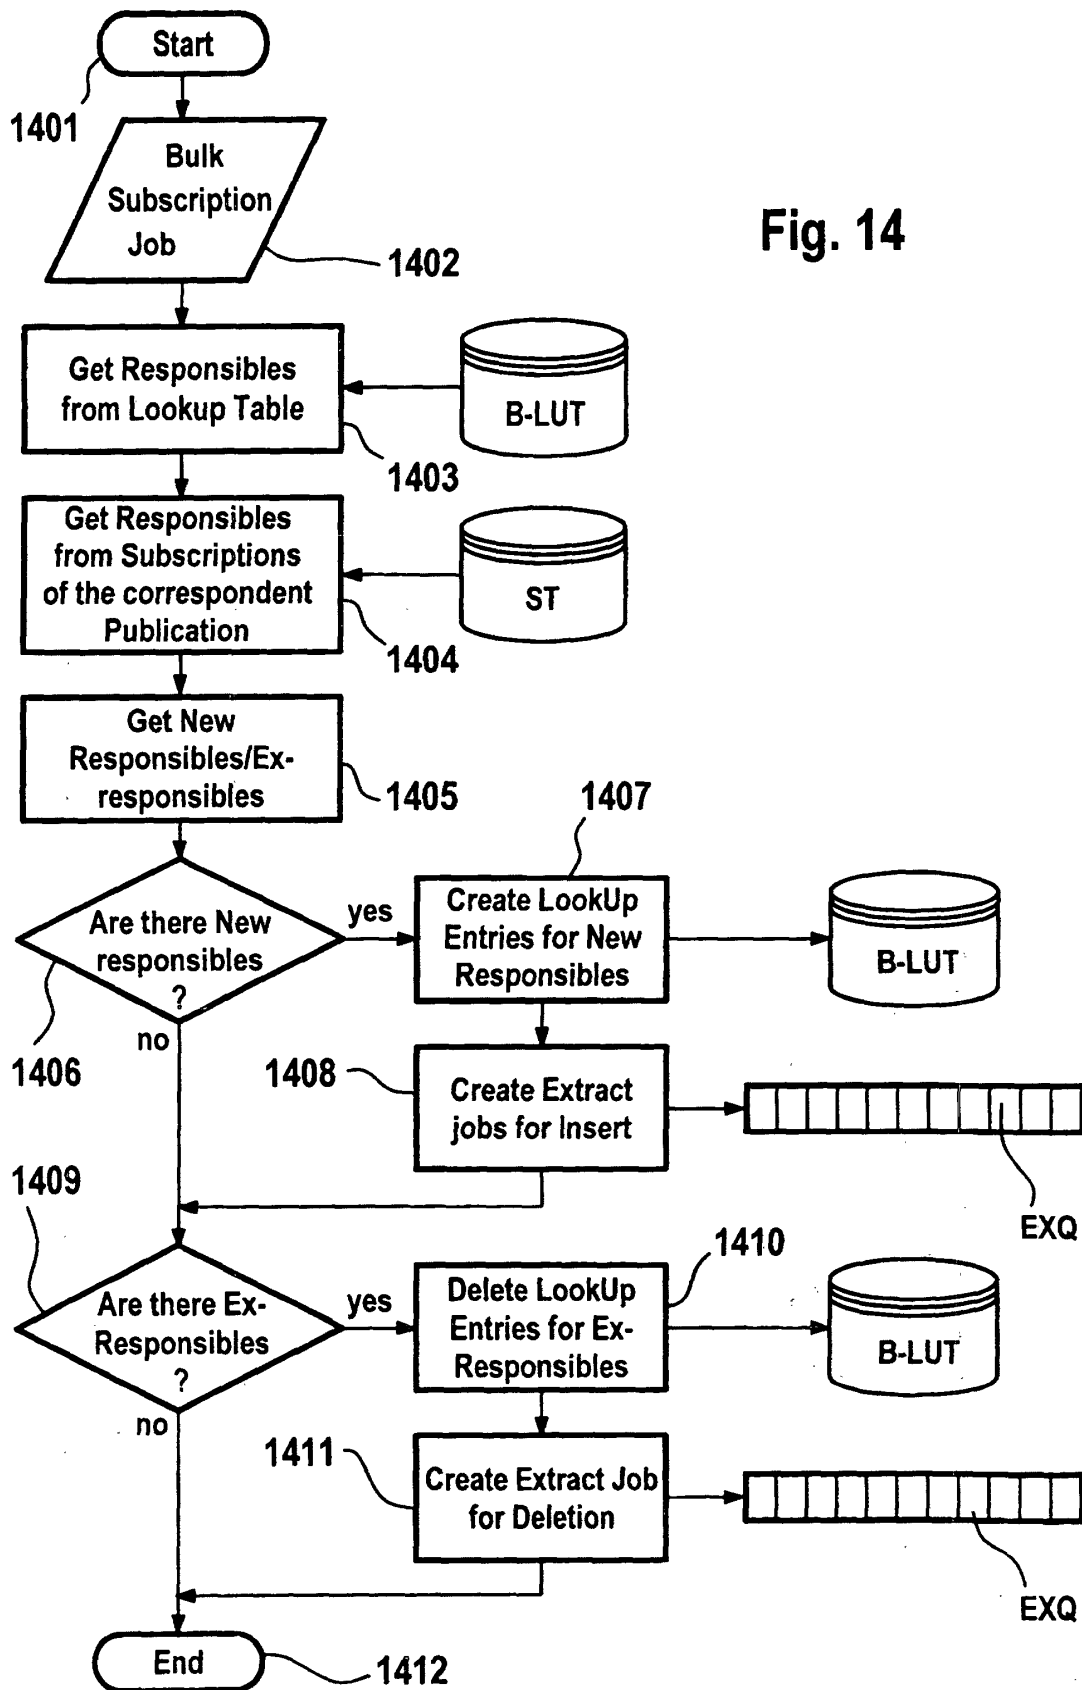 Start
1401
Bulk
Subscription
Job
1402
Fig. 14
Get Responsibles
from Lookup Table
1403
B-LUT
Get Responsibles
from Subscriptions
of the correspondent
Publication
1404
ST
Get New
Responsibles/Ex-
responsibles
1405
1407
Are there New
responsibles
?
yes
no
1406
Create LookUp
Entries for New
Responsibles
B-LUT
1408
Create Extract
jobs for Insert
EXQ
1409
Are there Ex-
Responsibles
?
yes
no
1410
Delete LookUp
Entries for Ex-
Responsibles
B-LUT
1411
Create Extract Job
for Deletion
EXQ
End
1412